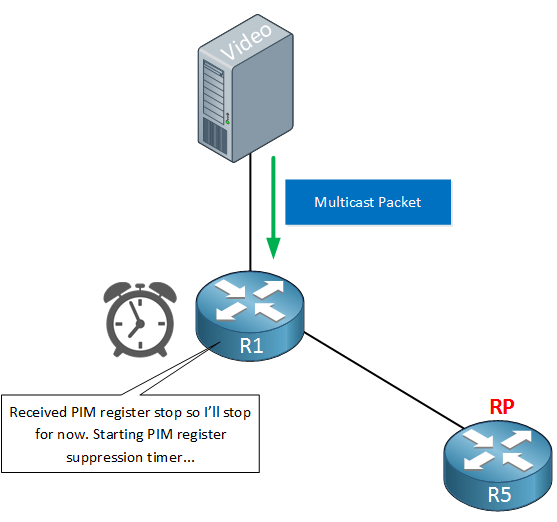 Video
Multicast Packet
R1
Received PIM register stop so I'll stop
for now. Starting PIM register
suppression timer...
RP
R5